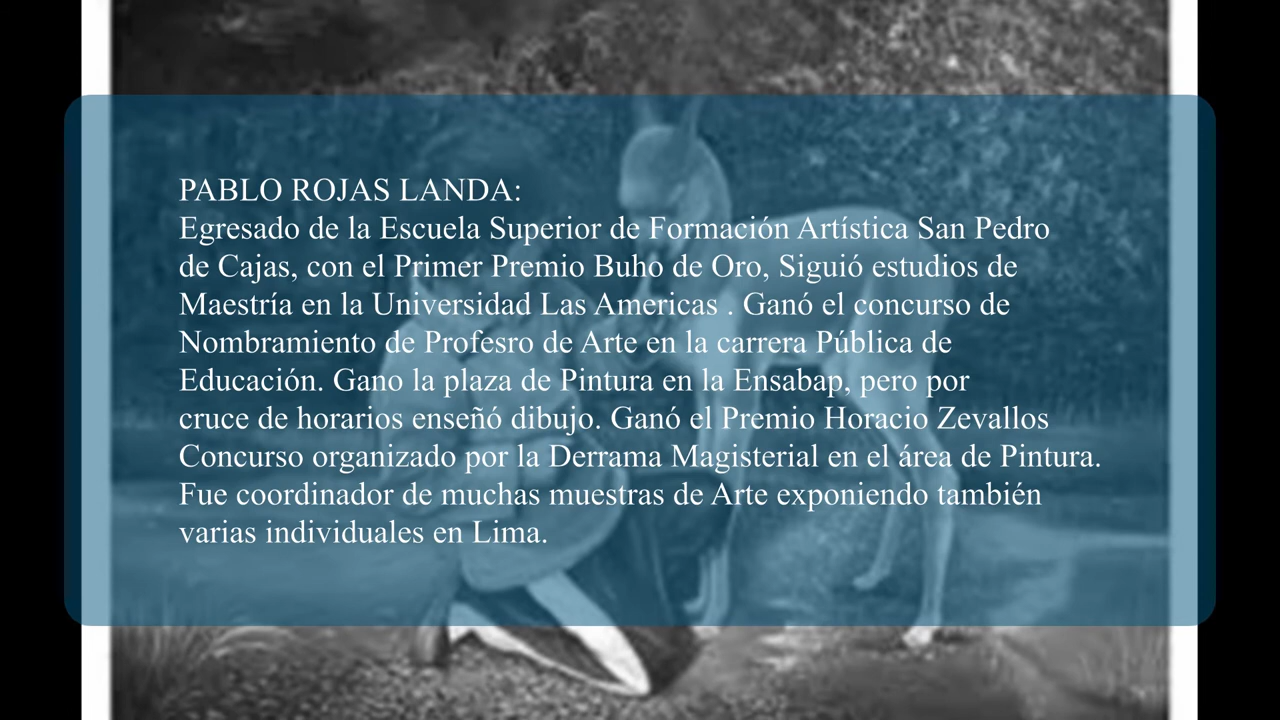 PABLO ROJAS LANDA:
Egresado de la Escuela Superior de Formación Artística San Pedro
de Cajas, con el Primer Premio Buho de Oro, Siguió estudios de
Maestría en la Universidad Las Americas . Ganó el concurso de
Nombramiento de Profesro de Arte en la carrera Pública de
Educación. Gano la plaza de Pintura en la Ensabap, pero por
cruce de horarios enseñó dibujo. Ganó el Premio Horacio Zevallos
Concurso organizado por la Derrama Magisterial en el área de Pintura.
Fue coordinador de muchas muestras de Arte exponiendo también
varias individuales en Lima.